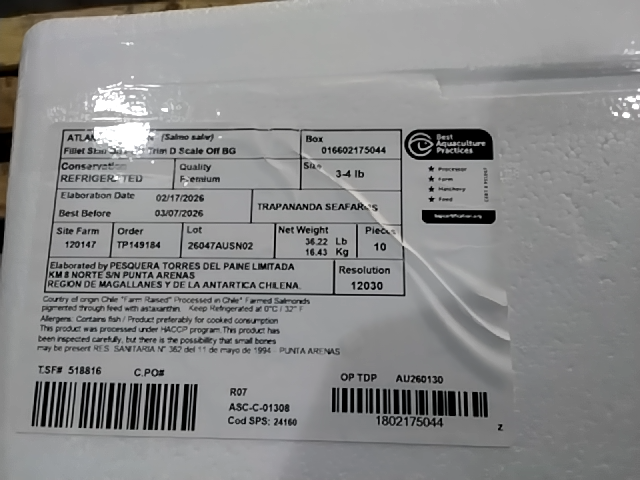 ATLAN N (Salmo salar)
Fillet Trim D Scale Off BG
Box
016602175044
Conservation
REFRIGERATED
Quality
Premium
Size
3-4 lb
Elaboration Date 02/17/2026
Best Before 03/07/2026
TRAPANANDA SEAFARMS
Site Farm
120147
Order
TP149184
Lot
26047AUSN02
Net Weight
36.22 Lb
16.43 Kg
Pieces
10
Elaborated by PESQUERA TORRES DEL PAINE LIMITADA
KM 8 NORTE S/N PUNTA ARENAS
REGION DE MAGALLANES Y DE LA ANTARTICA CHILENA.
Resolution
12030
Country of origin Chile "Farm Raised" Processed in Chile" Farmed Salmonids
pigmented through feed with astaxanthin. Keep Refrigerated at 0°C / 32° F
Allergens: Contains fish / Product preferably for cooked consumption
This product was processed under HACCP program.This product has
been inspected carefully, but there is the possibility that small bones
may be present RES. SANITARIA N° 362 del 11 de mayo de 1994 - PUNTA ARENAS
T.SF# 518816 C.PO#
R07
ASC-C-01308
Cod SPS: 24160
OP TDP AU260130
1802175044
z
Best
Aquaculture
Practices
★ Processor
★ Farm
★ Hatchery
★ Feed
bapcertification.org